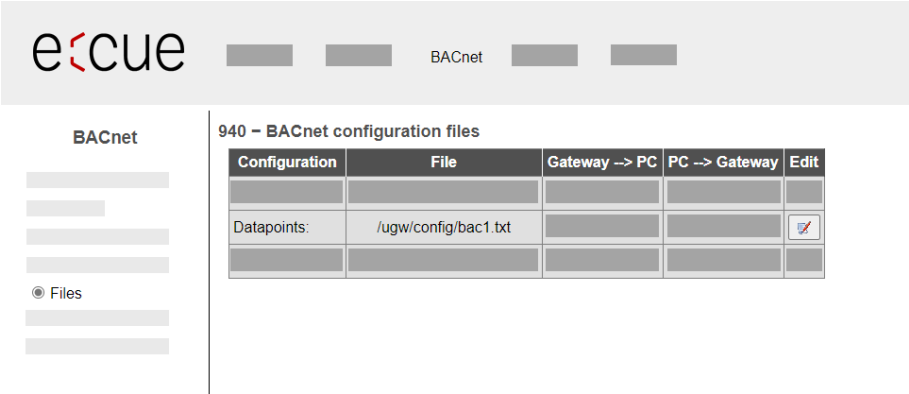 e:cue
BACnet
BACnet
940 − BACnet configuration files
Configuration File Gateway --> PC PC --> Gateway Edit
Datapoints: /ugw/config/bac1.txt
Files